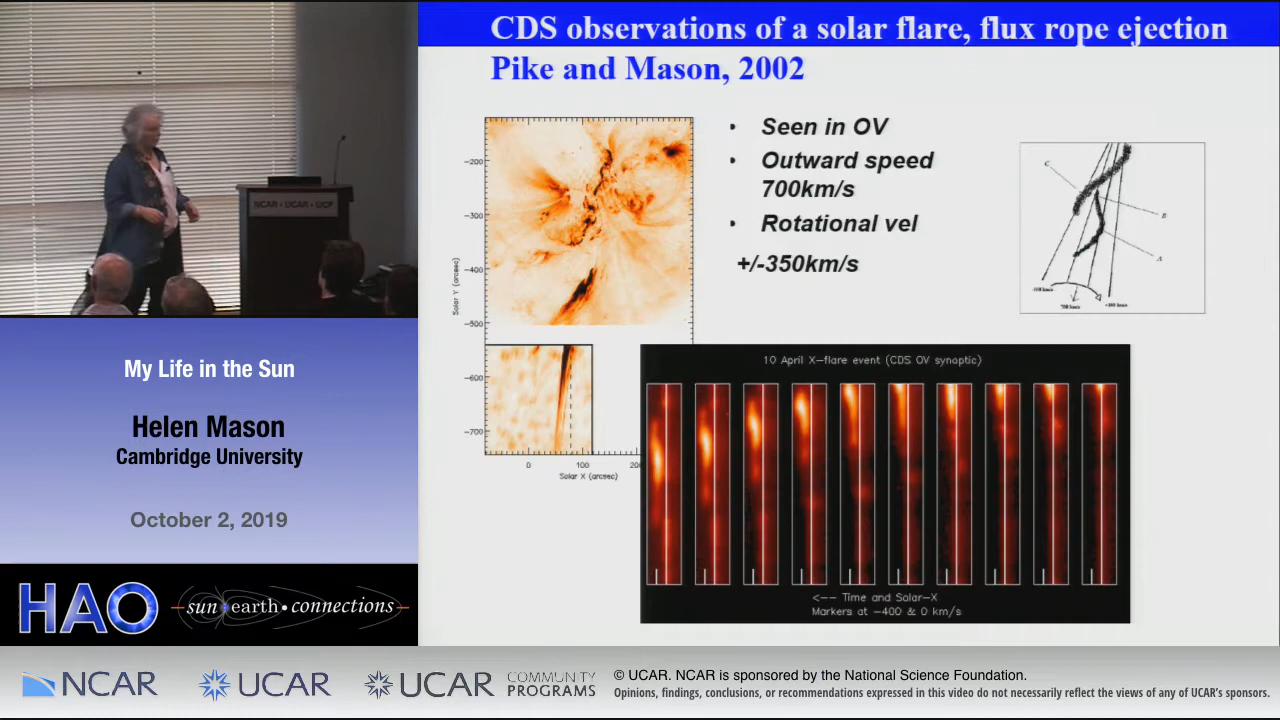 CDS observations of a solar flare, flux rope ejection
Pike and Mason, 2002
• Seen in OV
• Outward speed
700km/s
• Rotational vel
+/-350km/s
−200
−300
−400
−500
−600
−700
Solar Y (arcsec)
0 100
Solar X (arcsec)
C
B
A
10 April X−flare event (CDS OV synoptic)
<−− Time and Solar−X
Markers at −400 & 0 km/s
NCAR • UCAR • UCP
My Life in the Sun
Helen Mason
Cambridge University
October 2, 2019
HAO
sun•earth•connections
NCAR
UCAR
UCAR
COMMUNITY
PROGRAMS
© UCAR. NCAR is sponsored by the National Science Foundation.
Opinions, findings, conclusions, or recommendations expressed in this video do not necessarily reflect the views of any of UCAR's sponsors.